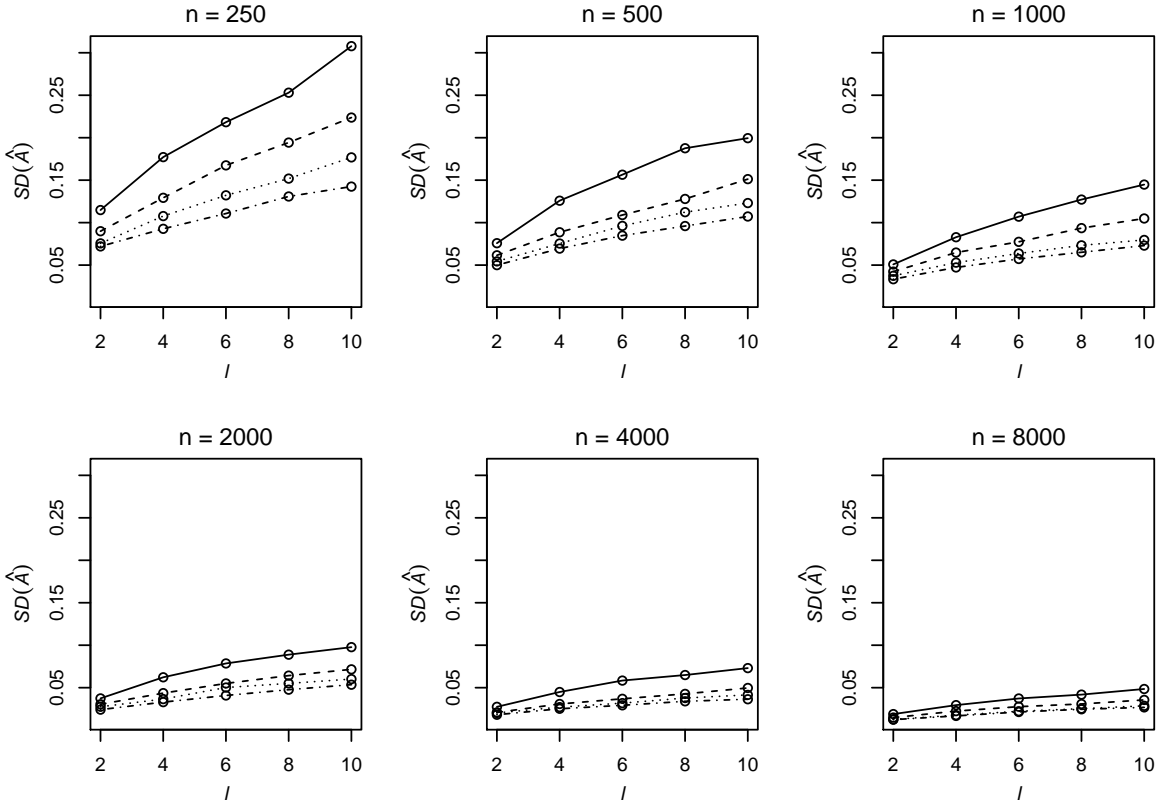 n = 250
n = 500
n = 1000
SD(Â)
0.05
0.15
0.25
2 4 6 8 10
l
SD(Â)
0.05
0.15
0.25
2 4 6 8 10
l
SD(Â)
0.05
0.15
0.25
2 4 6 8 10
l
n = 2000
n = 4000
n = 8000
SD(Â)
0.05
0.15
0.25
2 4 6 8 10
l
SD(Â)
0.05
0.15
0.25
2 4 6 8 10
l
SD(Â)
0.05
0.15
0.25
2 4 6 8 10
l